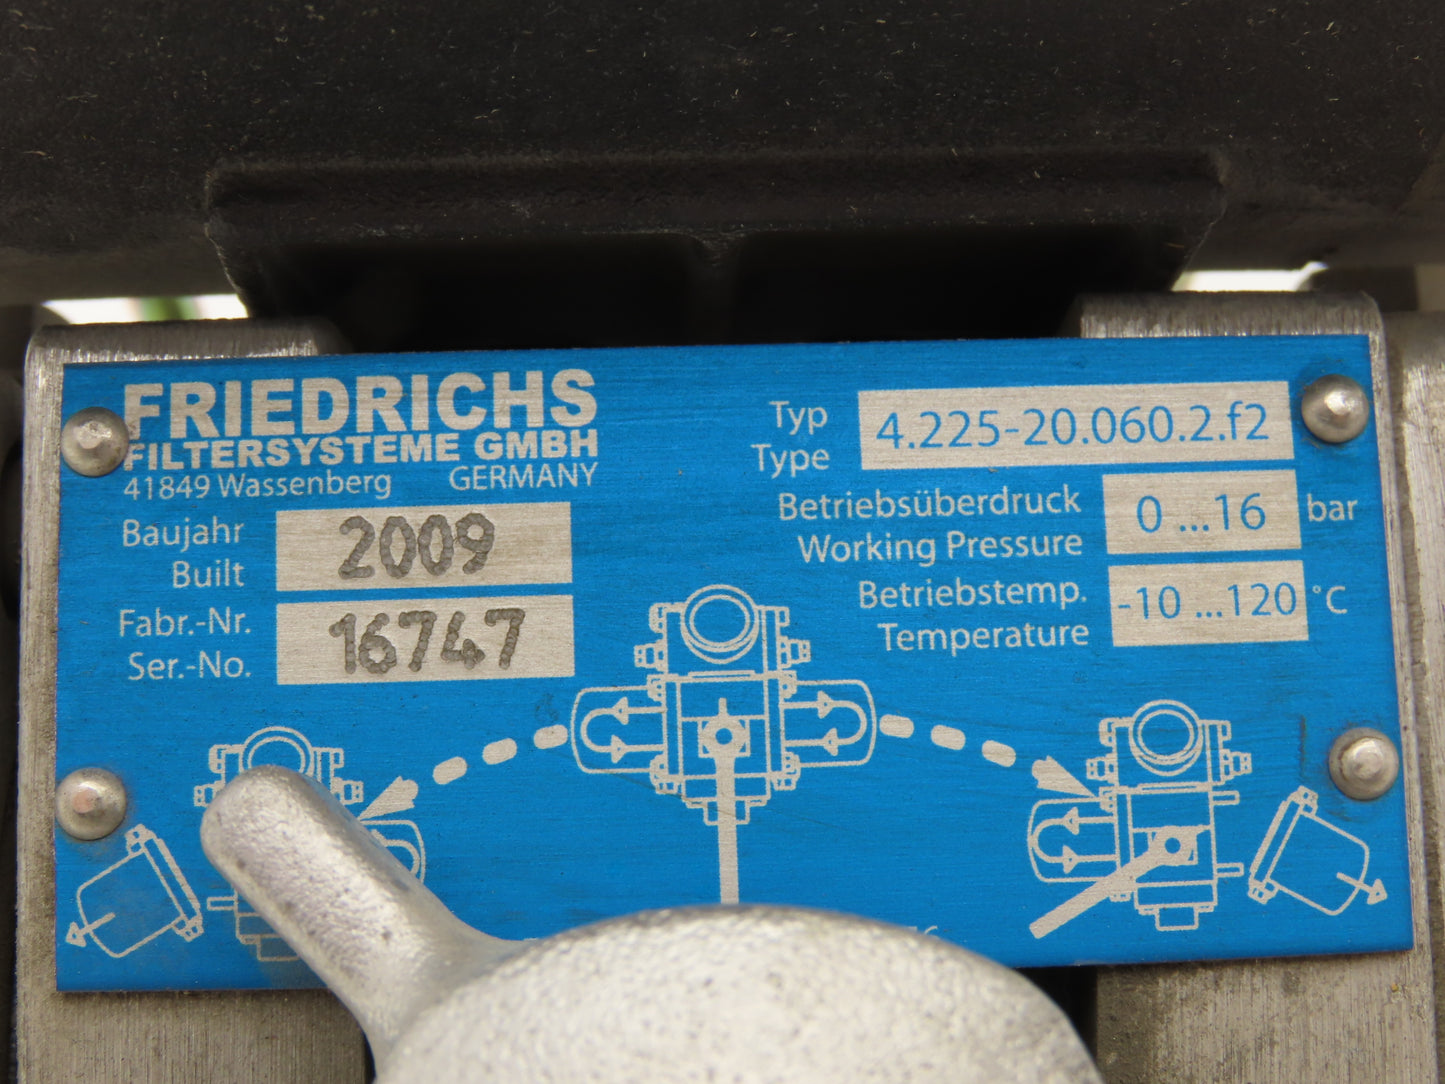 FRIEDRICHS
FILTERSYSTEME GMBH
41849 Wassenberg GERMANY
Baujahr
Built
2009
Fabr.-Nr.
Ser.-No.
16747
Typ
Type
4.225-20.060.2.f2
Betriebsüberdruck
Working Pressure
0 ...16 bar
Betriebstemp.
Temperature
-10 ...120 °C